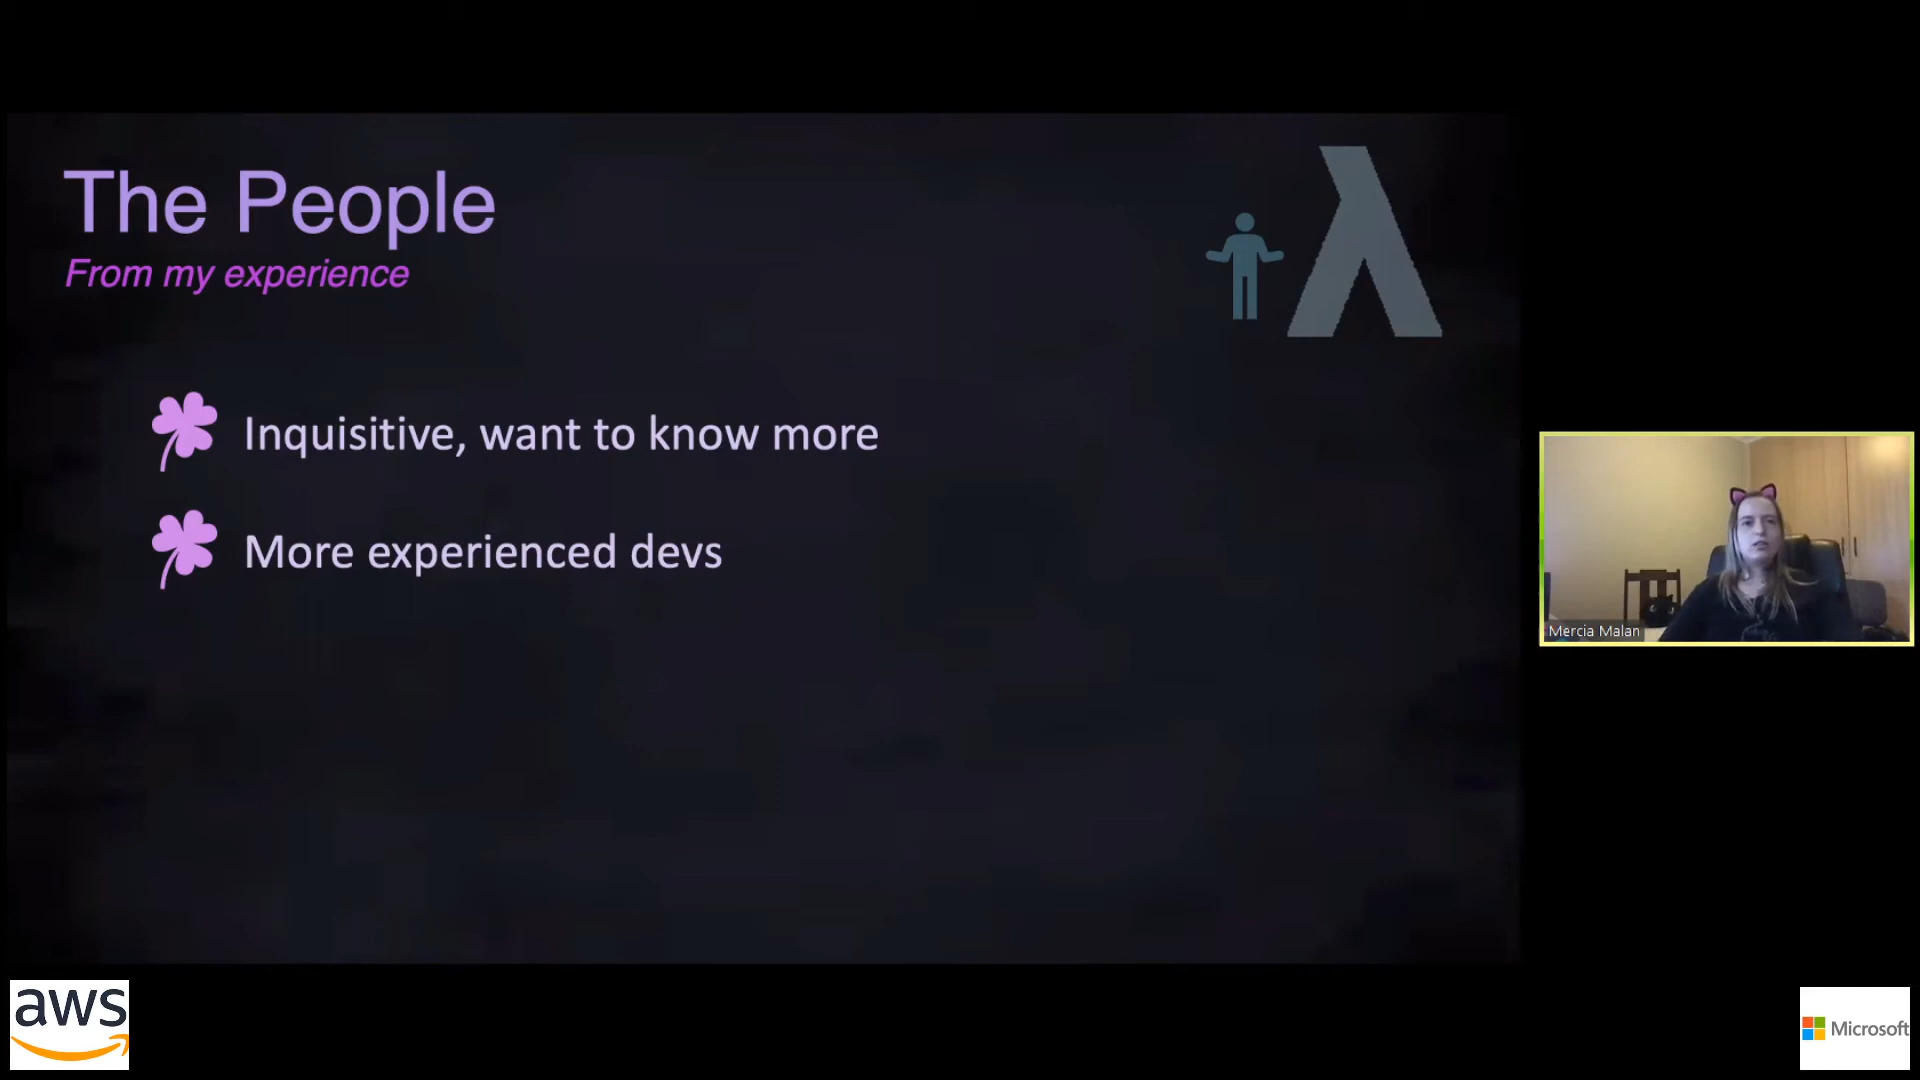 The People
From my experience
λ
Inquisitive, want to know more
More experienced devs
Mercia Malan
aws
Microsoft